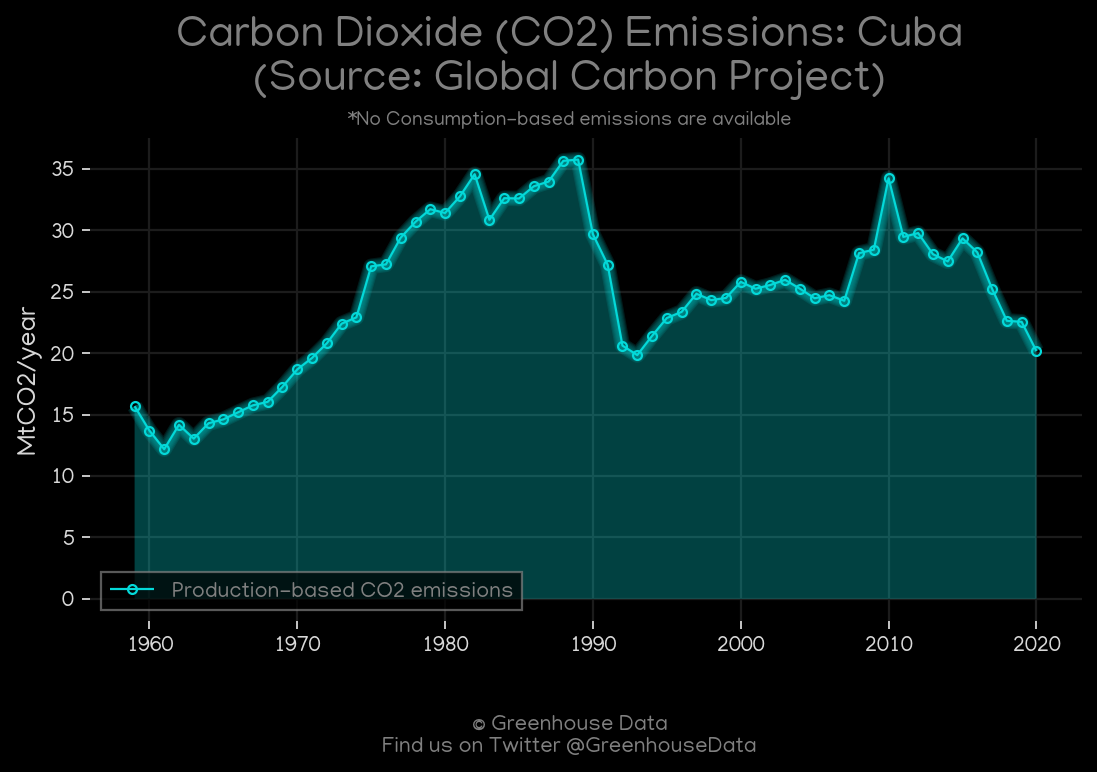 Carbon Dioxide (CO2) Emissions: Cuba
(Source: Global Carbon Project)
*No Consumption-based emissions are available
MtCO2/year
35
30
25
20
15
10
5
0
Production-based CO2 emissions
1960 1970 1980 1990 2000 2010 2020
© Greenhouse Data
Find us on Twitter @GreenhouseData